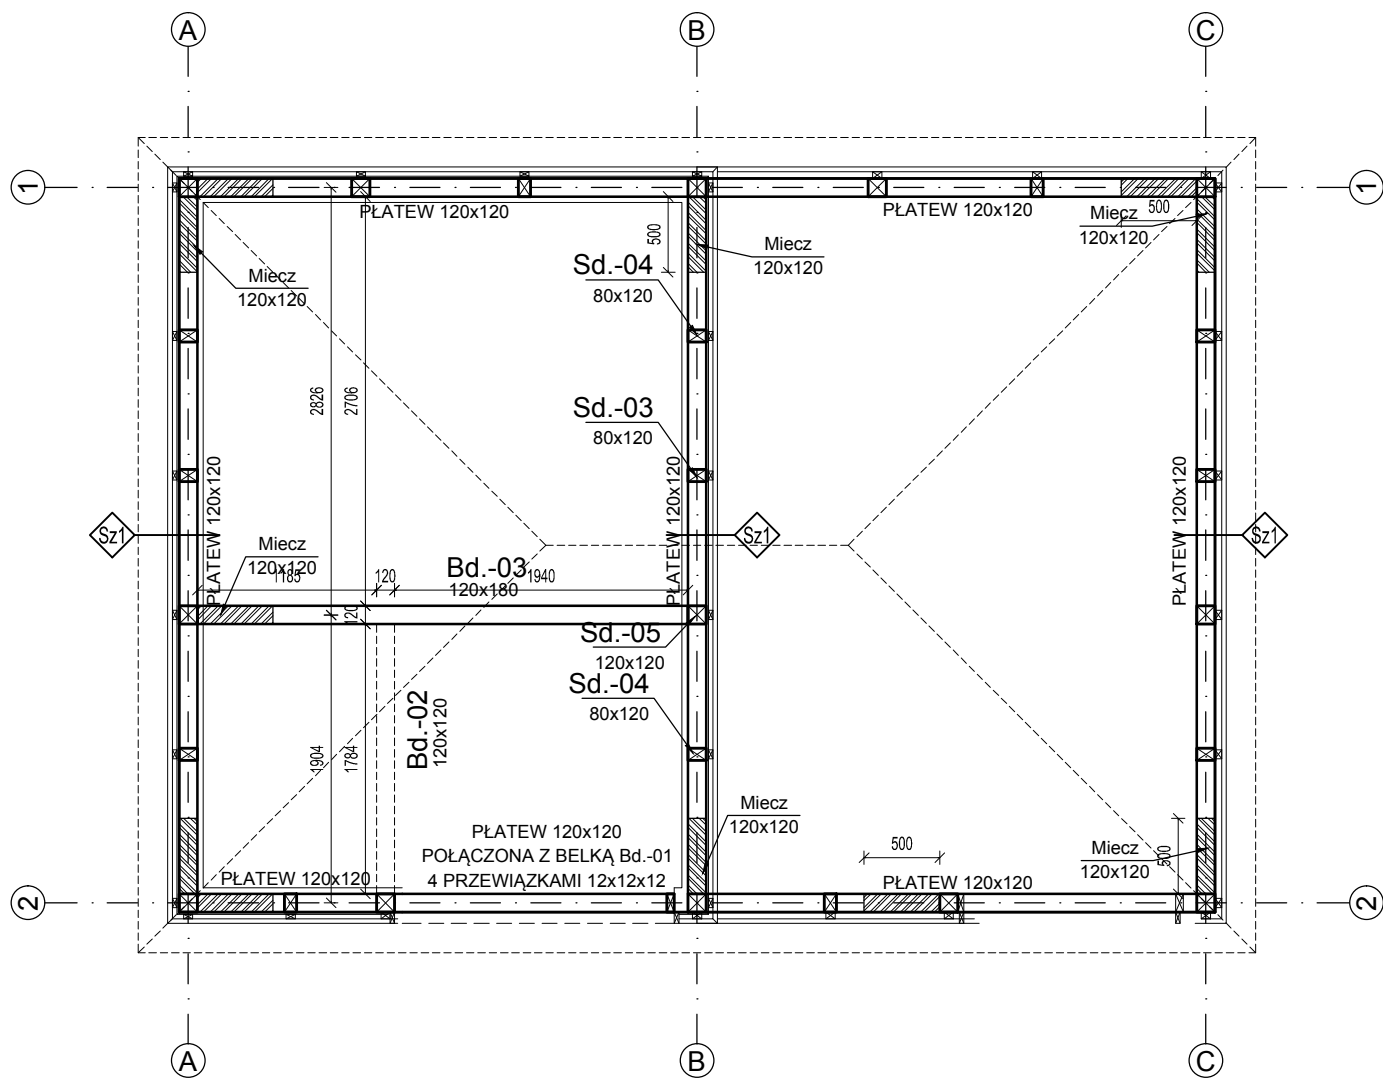 A
B
C
1
1
PŁATEW 120x120
PŁATEW 120x120
Miecz
120x120
500
Miecz
120x120
500
Miecz
120x120
Sd.-04
80x120
2826
2706
Sd.-03
80x120
PŁATEW 120x120
PŁATEW 120x120
PŁATEW 120x120
Sz1
Sz1
Sz1
Miecz
120x120
1185
120
Bd.-03
120x180
1940
120
Sd.-05
120x120
Sd.-04
80x120
Bd.-02
120x120
1904
1784
Miecz
120x120
PŁATEW 120x120
POŁĄCZONA Z BELKĄ Bd.-01
4 PRZEWIĄZKAMI 12x12x12
500
Miecz
120x120
500
PŁATEW 120x120
PŁATEW 120x120
2
2
A
B
C